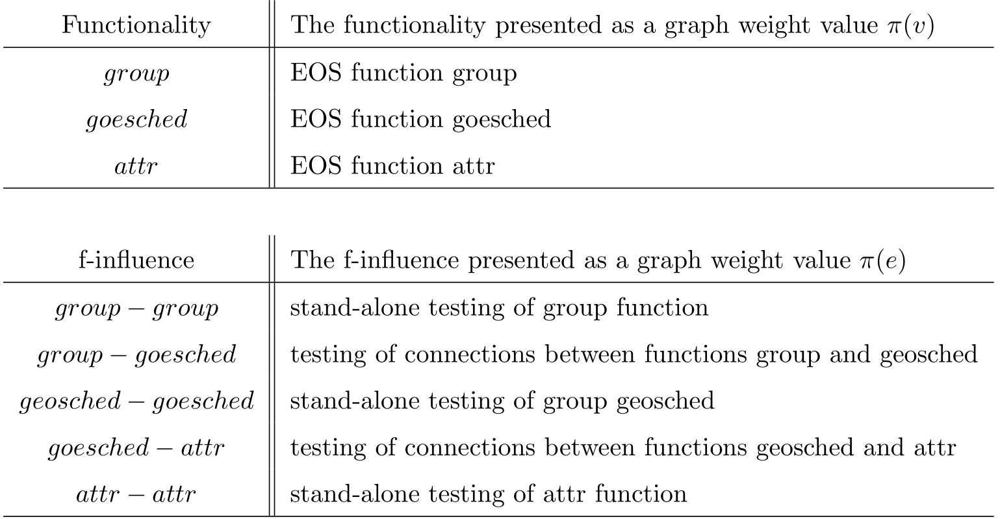 Functionality The functionality presented as a graph weight value π(v)
group EOS function group
goesched EOS function goesched
attr EOS function attr
f-influence The f-influence presented as a graph weight value π(e)
group − group stand-alone testing of group function
group − goesched testing of connections between functions group and geosched
geosched − goesched stand-alone testing of group geosched
goesched − attr testing of connections between functions geosched and attr
attr − attr stand-alone testing of attr function